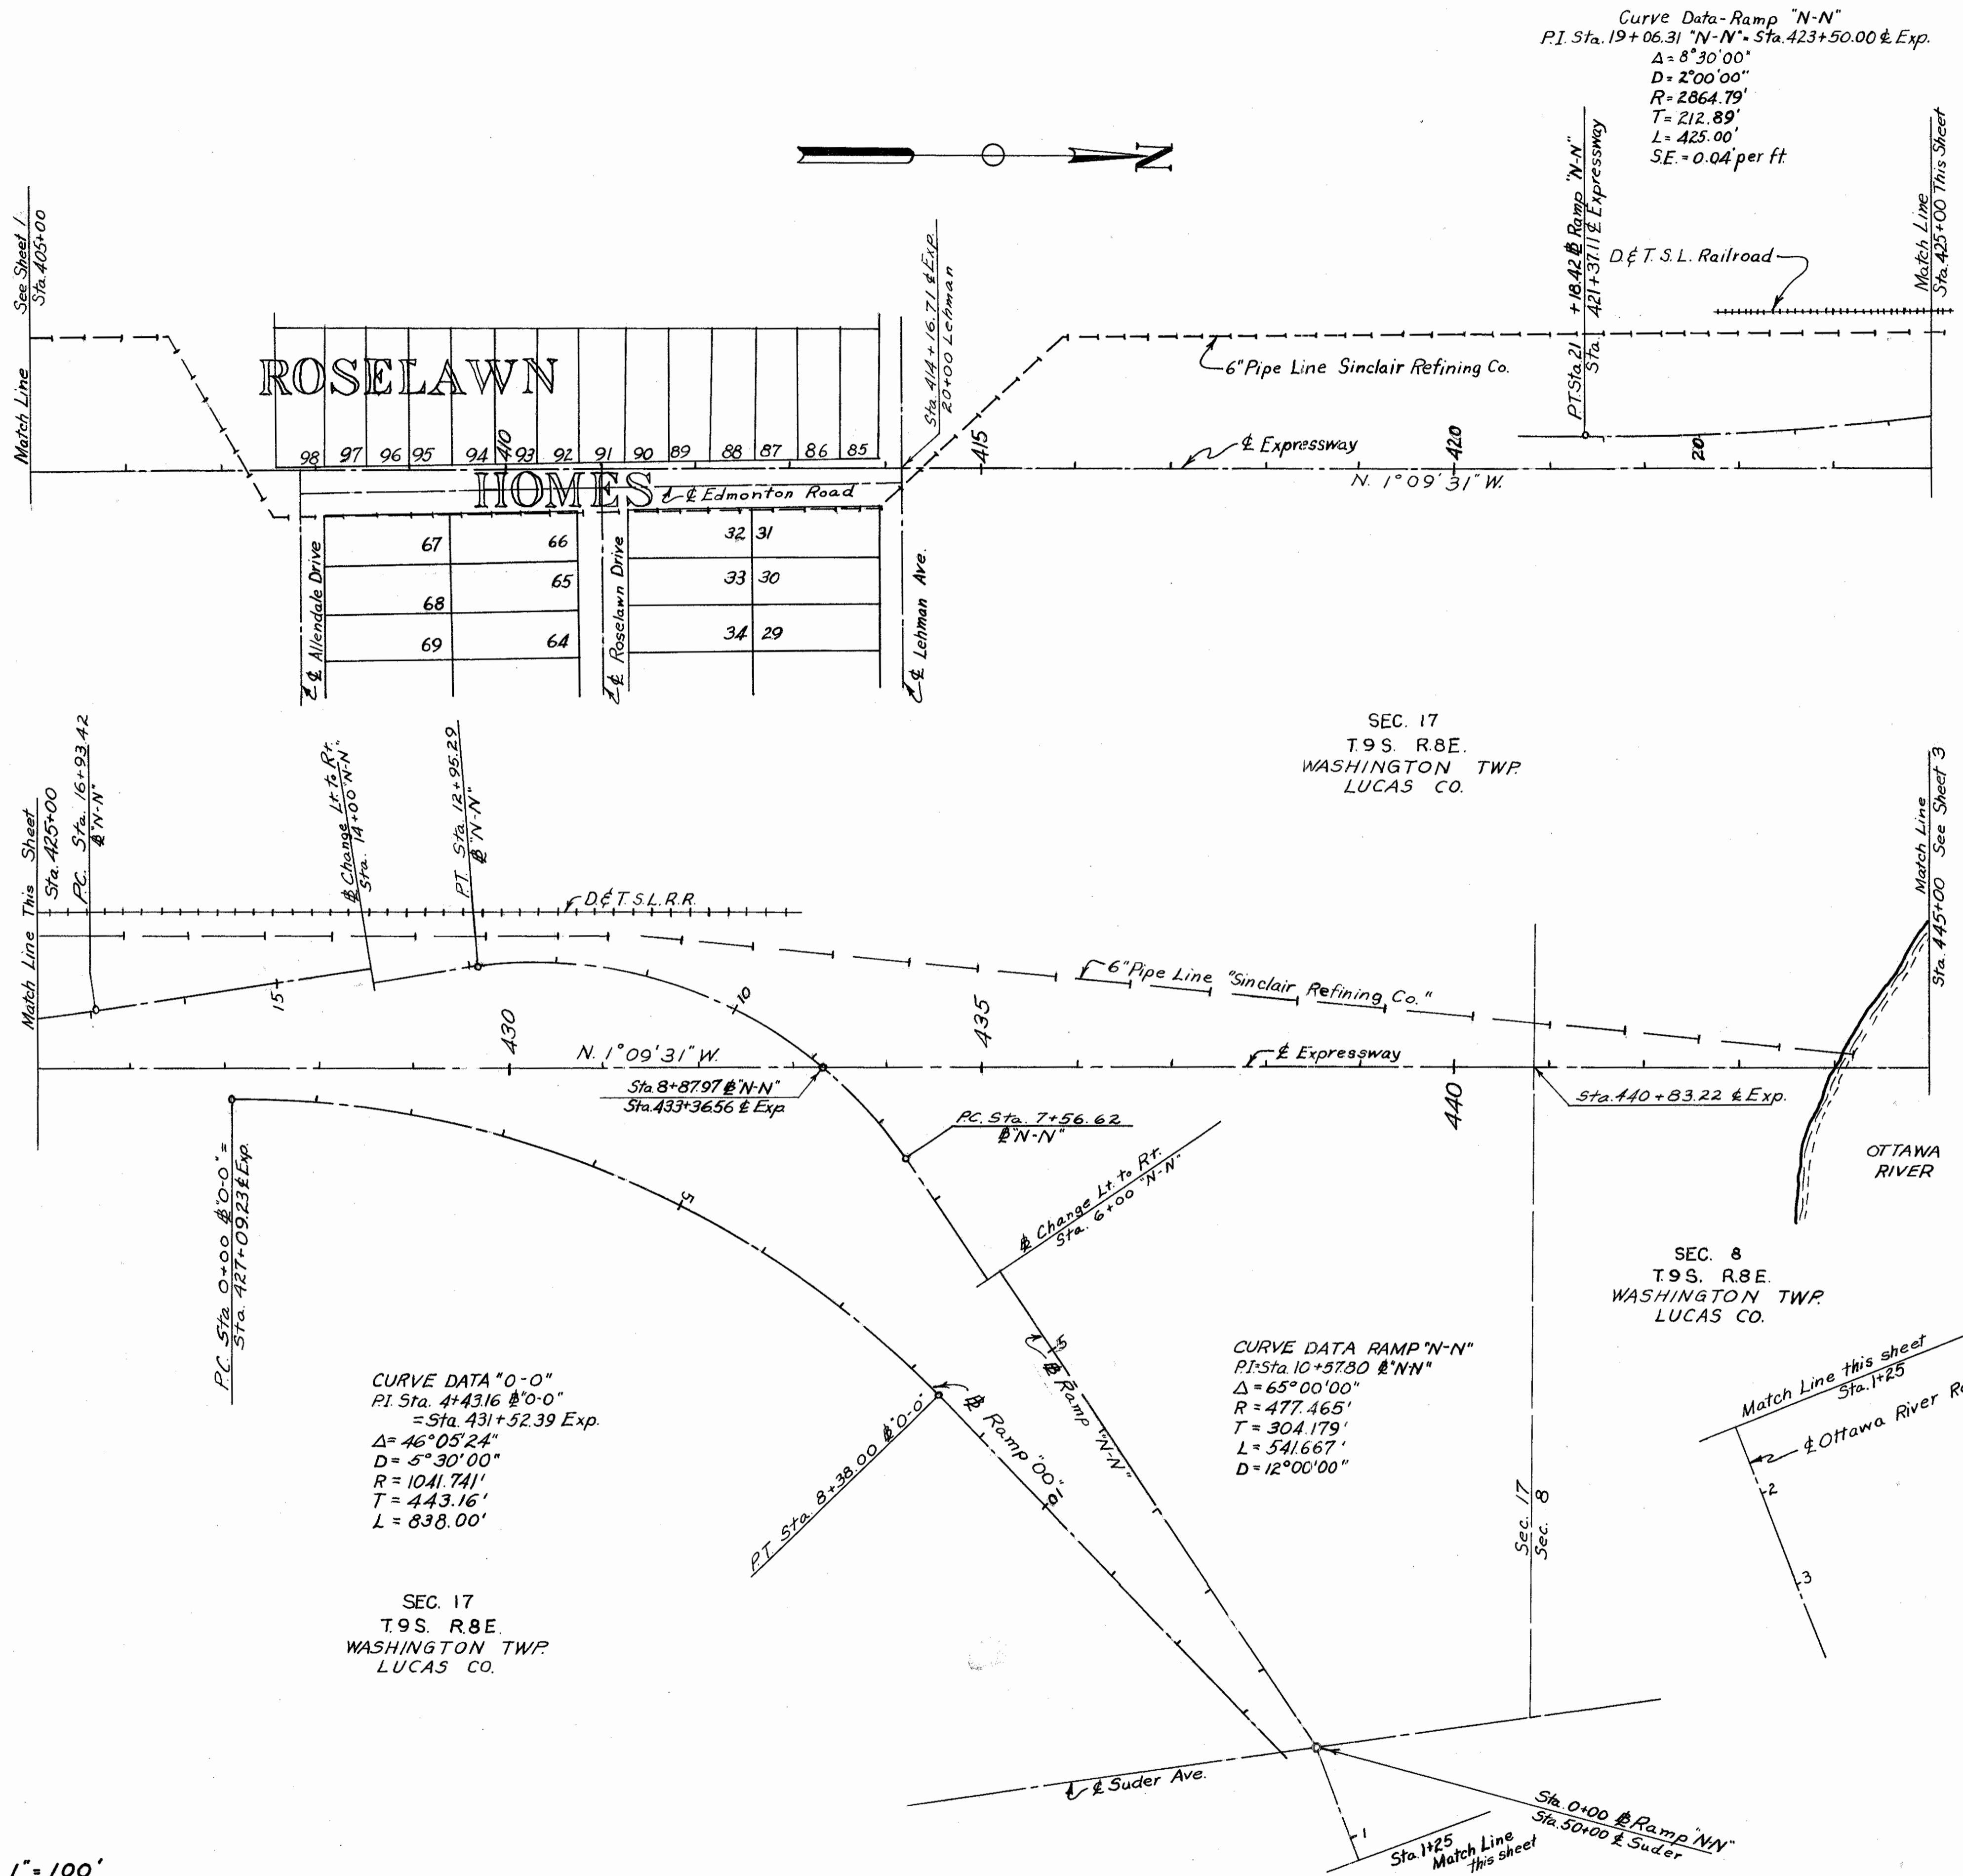 Curve Data-Ramp "N-N"
P.I. Sta. 19+06.31 "N-N"= Sta. 423+50.00 ℄ Exp.
Δ= 8°30'00"
D= 2°00'00"
R= 2864.79'
T= 212.89'
L= 425.00'
S.E.= 0.04' per ft.
N
Match Line See Sheet 1
Sta. 405+00
ROSELAWN
HOMES
98 97 96 95 94 93 92 91 90 89 88 87 86 85
410
℄ Edmonton Road
Sta. 414+16.71 ℄ Exp.
20+00 Lehman
415
6" Pipe Line Sinclair Refining Co.
℄ Expressway
420
N. 1°09'31" W.
P.T. Sta. 21+18.42 ⅊ Ramp "N-N"
Sta. 421+37.11 ℄ Expressway
D.& T. S. L. Railroad
20
Match Line
Sta. 425+00 This Sheet
67 66
65
68
69 64
32 31
33 30
34 29
℄ Allendale Drive
℄ Roselawn Drive
℄ Lehman Ave.
SEC. 17
T.9 S. R.8E.
WASHINGTON TWP.
LUCAS CO.
Match Line This Sheet
Sta. 425+00
P.C. Sta. 16+93.42
⅊ "N-N"
⅊ Change Lt. to Rt.
Sta. 14+00 "N-N"
P.T. Sta. 12+95.29
⅊ "N-N"
D.& T. S.L. R.R.
6" Pipe Line "Sinclair Refining Co."
15
10
430
435
440
N. 1°09'31" W.
℄ Expressway
Sta. 8+87.97 ⅊ "N-N"
Sta. 433+36.56 ℄ Exp.
P.C. Sta. 7+56.62
⅊ "N-N"
Sta. 440+83.22 ℄ Exp.
Match Line
Sta. 445+00 See Sheet 3
OTTAWA
RIVER
P.C. Sta. 0+00 ⅊ "O-O" =
Sta. 427+09.23 ℄ Exp.
5
⅊ Change Lt. to Rt.
Sta. 6+00 "N-N"
SEC. 8
T.9 S. R.8E.
WASHINGTON TWP.
LUCAS CO.
CURVE DATA "O-O"
P.I. Sta. 4+43.16 ⅊ "O-O"
=Sta. 431+52.39 Exp.
Δ= 46°05'24"
D= 5°30'00"
R= 1041.741'
T= 443.16'
L= 838.00'
P.T. Sta. 8+38.00 ⅊ "O-O"
⅊ Ramp "OO"
10
5
⅊ Ramp "N-N"
CURVE DATA RAMP "N-N"
P.I.=Sta. 10+57.80 ⅊ "N-N"
Δ= 65°00'00"
R= 477.465'
T= 304.179'
L= 541.667'
D= 12°00'00"
Sec. 17
Sec. 8
Match Line this sheet
Sta. 1+25
℄ Ottawa River
2
3
SEC. 17
T.9 S. R.8E.
WASHINGTON TWP.
LUCAS CO.
℄ Suder Ave.
Sta. 0+00 ⅊ Ramp "N-N"
Sta. 50+00 ℄ Suder
1
Sta. 1+25
Match Line
this sheet
1"= 100'